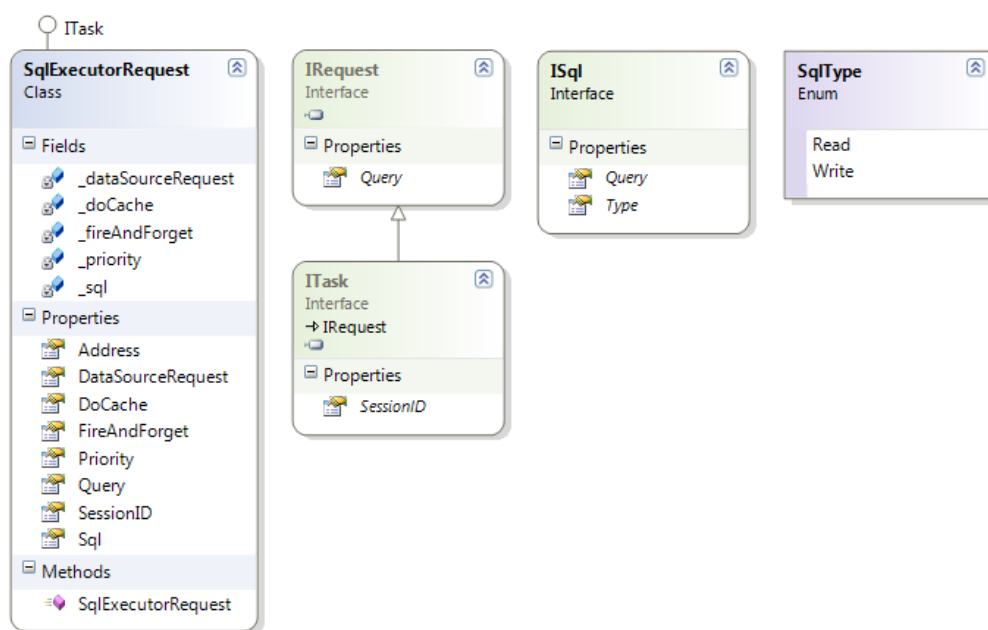 ITask
SqlExecutorRequest
Class
Fields
_dataSourceRequest
_doCache
_fireAndForget
_priority
_sql
Properties
Address
DataSourceRequest
DoCache
FireAndForget
Priority
Query
SessionID
Sql
Methods
SqlExecutorRequest
IRequest
Interface
Properties
Query
ITask
Interface
IRequest
Properties
SessionID
ISql
Interface
Properties
Query
Type
SqlType
Enum
Read
Write